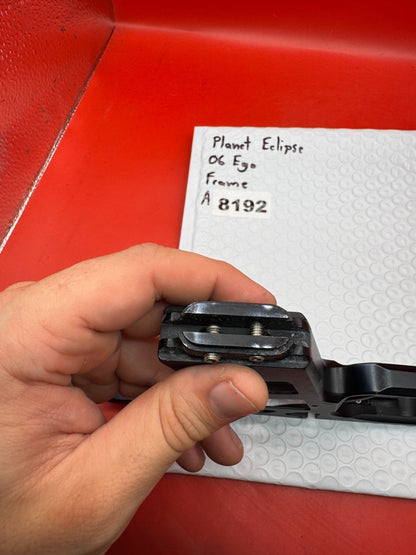 Planet Eclipse
06 Ego
Frame
A 8192